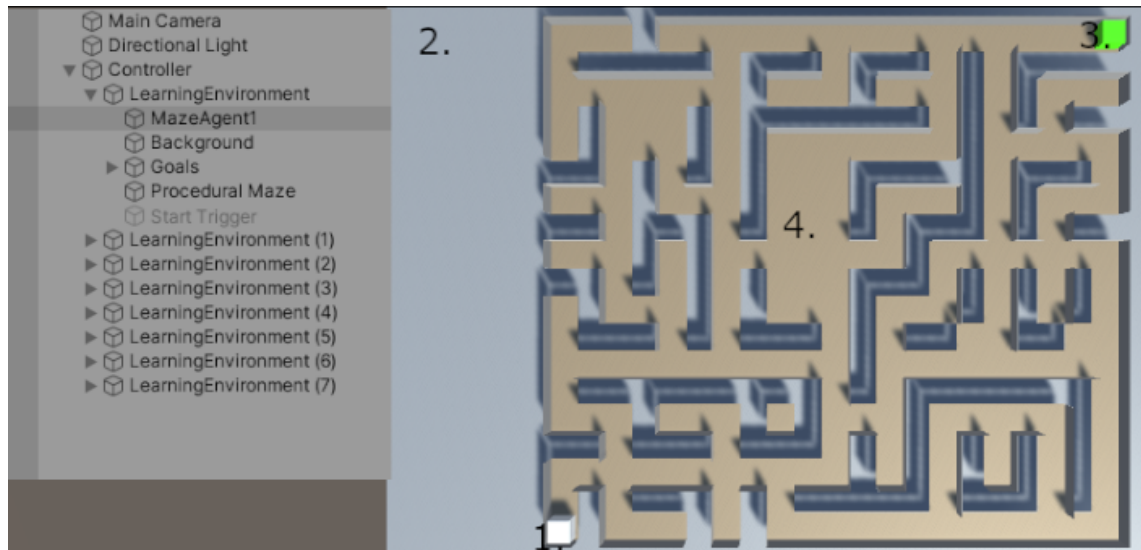 Main Camera
Directional Light
Controller
LearningEnvironment
MazeAgent1
Background
Goals
Procedural Maze
Start Trigger
LearningEnvironment (1)
LearningEnvironment (2)
LearningEnvironment (3)
LearningEnvironment (4)
LearningEnvironment (5)
LearningEnvironment (6)
LearningEnvironment (7)
2.
3.
4.
1.